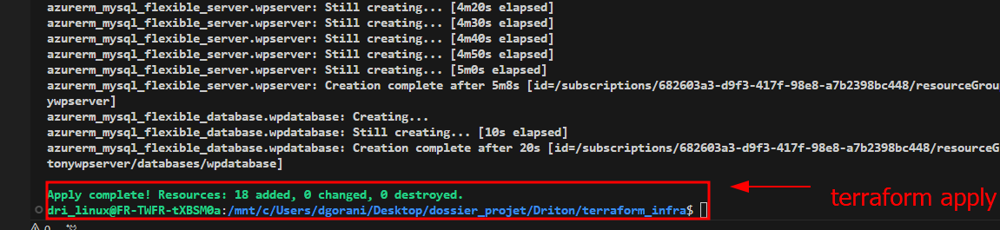 azurerm_mysql_flexible_server.wpserver: Still creating... [4m20s elapsed]
azurerm_mysql_flexible_server.wpserver: Still creating... [4m30s elapsed]
azurerm_mysql_flexible_server.wpserver: Still creating... [4m40s elapsed]
azurerm_mysql_flexible_server.wpserver: Still creating... [4m50s elapsed]
azurerm_mysql_flexible_server.wpserver: Still creating... [5m0s elapsed]
azurerm_mysql_flexible_server.wpserver: Creation complete after 5m8s [id=/subscriptions/682603a3-d9f3-417f-98e8-a7b2398bc448/resourceGrou
ywpserver]
azurerm_mysql_flexible_database.wpdatabase: Creating...
azurerm_mysql_flexible_database.wpdatabase: Still creating... [10s elapsed]
azurerm_mysql_flexible_database.wpdatabase: Creation complete after 20s [id=/subscriptions/682603a3-d9f3-417f-98e8-a7b2398bc448/resourceG
tonywpserver/databases/wpdatabase]
Apply complete! Resources: 18 added, 0 changed, 0 destroyed.
dri_linux@FR-TWFR-tXBSM0a:/mnt/c/Users/dgorani/Desktop/dossier_projet/Driton/terraform_infra$
terraform apply
0